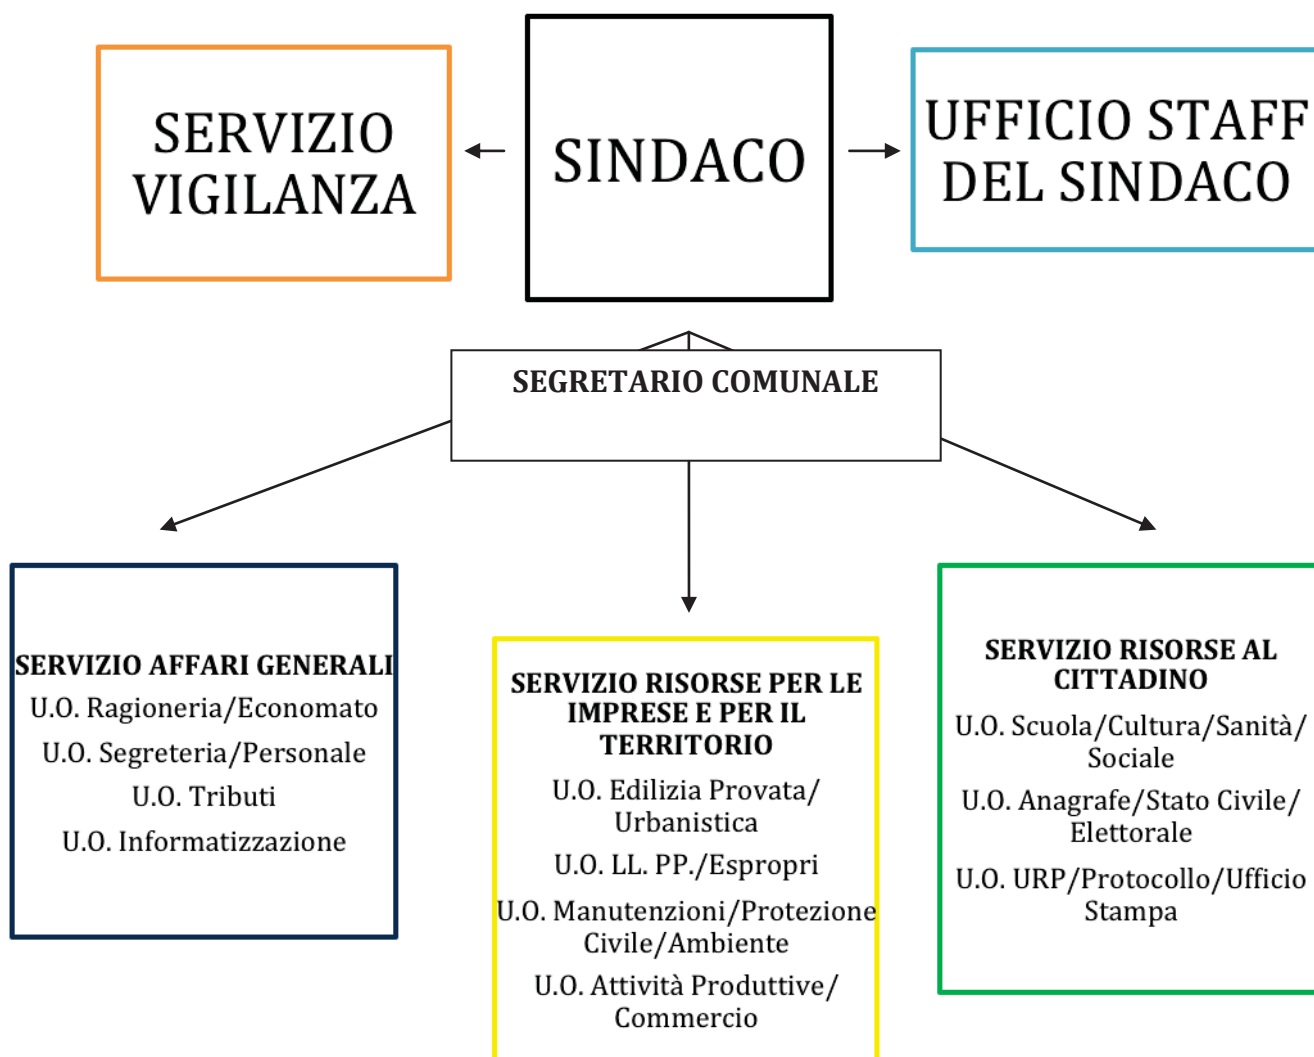 SERVIZIO
VIGILANZA
SINDACO
UFFICIO STAFF
DEL SINDACO
SEGRETARIO COMUNALE
SERVIZIO AFFARI GENERALI
U.O. Ragioneria/Economato
U.O. Segreteria/Personale
U.O. Tributi
U.O. Informatizzazione
SERVIZIO RISORSE PER LE
IMPRESE E PER IL
TERRITORIO
U.O. Edilizia Provata/
Urbanistica
U.O. LL. PP./Espropri
U.O. Manutenzioni/Protezione
Civile/Ambiente
U.O. Attività Produttive/
Commercio
SERVIZIO RISORSE AL
CITTADINO
U.O. Scuola/Cultura/Sanità/
Sociale
U.O. Anagrafe/Stato Civile/
Elettorale
U.O. URP/Protocollo/Ufficio
Stampa